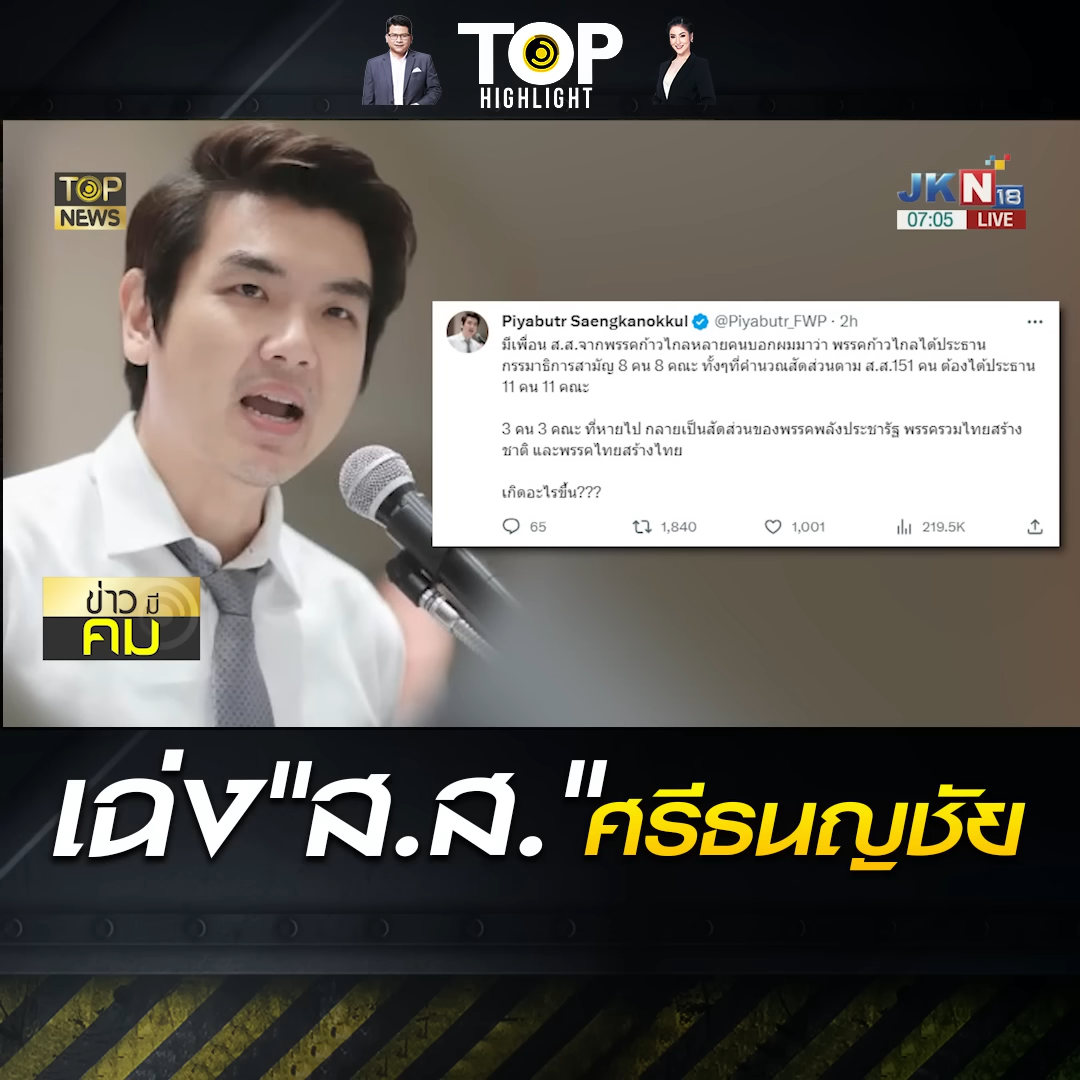 TOP
HIGHLIGHT
TOP
NEWS
JKN18
07:05 LIVE
Piyabutr Saengkanokkul @Piyabutr_FWP · 2h
มีเพื่อน ส.ส.จากพรรคก้าวไกลหลายคนบอกผมมาว่า พรรคก้าวไกลได้ประธาน
กรรมาธิการสามัญ 8 คน 8 คณะ ทั้งๆที่คำนวณสัดส่วนตาม ส.ส.151 คน ต้องได้ประธาน
11 คน 11 คณะ
3 คน 3 คณะ ที่หายไป กลายเป็นสัดส่วนของพรรคพลังประชารัฐ พรรครวมไทยสร้าง
ชาติ และพรรคไทยสร้างไทย
เกิดอะไรขึ้น???
65 1,840 1,001 219.5K
ข่าวมี
คม
เฉ่ง"ส.ส."ศรีธนญชัย